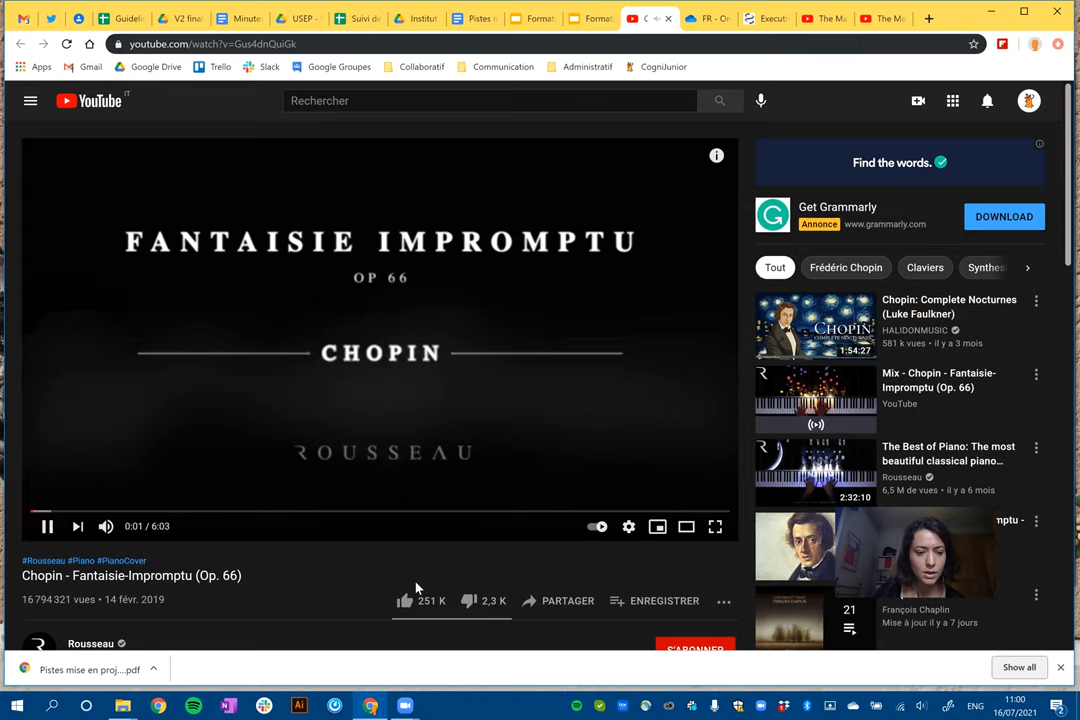 Guideli
V2 final
Minutes
USEP -
Suivi de
Institut
Pistes n
Format
Format
C
FR - On
Execut
The Ma
The Ma
youtube.com/watch?v=Gus4dnQuiGk
Apps
Gmail
Google Drive
Trello
Slack
Google Groupes
Collaboratif
Communication
Administratif
CogniJunior
YouTube IT
Rechercher
FANTAISIE IMPROMPTU
OP 66
CHOPIN
ROUSSEAU
0:01 / 6:03
#Rousseau #Piano #PianoCover
Chopin - Fantaisie-Impromptu (Op. 66)
16 794 321 vues • 14 févr. 2019
251 K
2,3 K
PARTAGER
ENREGISTRER
Rousseau
S'ABONNER
Find the words.
Get Grammarly
Annonce www.grammarly.com
DOWNLOAD
Tout
Frédéric Chopin
Claviers
Synthes
CHOPIN
COMPLETE NOCTURNES
1:54:27
Chopin: Complete Nocturnes
(Luke Faulkner)
HALIDONMUSIC
581 k vues • il y a 3 mois
Mix - Chopin - Fantaisie-
Impromptu (Op. 66)
YouTube
2:32:10
The Best of Piano: The most
beautiful classical piano...
Rousseau
6,5 M de vues • il y a 6 mois
mptu -
21
François Chaplin
Mise à jour il y a 7 jours
Pistes mise en proj....pdf
Show all
ENG
11:00
16/07/2021
2